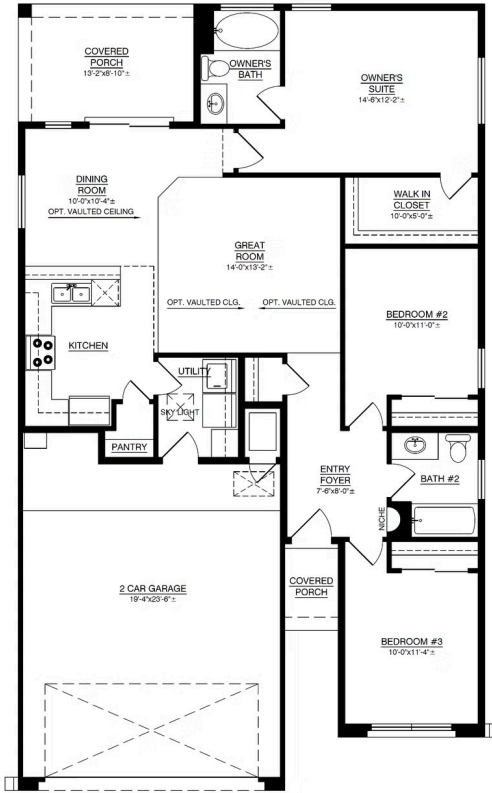 COVERED
PORCH
13'-2"x8'-10"±
OWNER'S
BATH
OWNER'S
SUITE
14'-6"x12'-2"±
DINING
ROOM
10'-0"x10'-4"±
OPT. VAULTED CEILING
WALK IN
CLOSET
10'-0"x5'-0"±
GREAT
ROOM
14'-0"x13'-2"±
OPT. VAULTED CLG.
OPT. VAULTED CLG.
BEDROOM #2
10'-0"x11'-0"±
KITCHEN
UTILITY
SKY LIGHT
PANTRY
ENTRY
FOYER
7'-6"x8'-0"±
BATH #2
NICHE
COVERED
PORCH
2 CAR GARAGE
19'-4"x23'-6"±
BEDROOM #3
10'-0"x11'-4"±